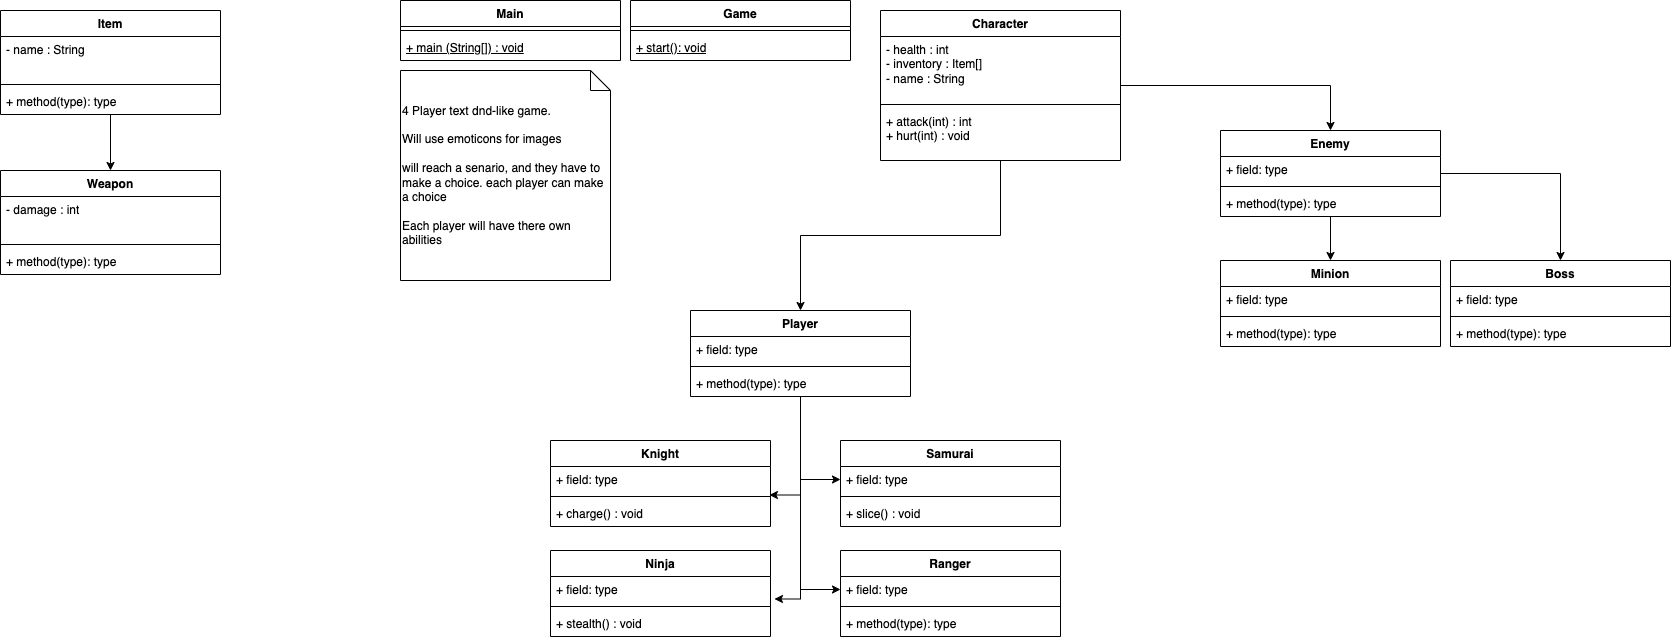 Item
- name : String
+ method(type): type
Weapon
- damage : int
+ method(type): type
Main
+ main (String[]) : void
Game
+ start(): void
4 Player text dnd-like game.
Will use emoticons for images
will reach a senario, and they have to
make a choice. each player can make
a choice
Each player will have there own
abilities
Character
- health : int
- inventory : Item[]
- name : String
+ attack(int) : int
+ hurt(int) : void
Enemy
+ field: type
+ method(type): type
Minion
+ field: type
+ method(type): type
Boss
+ field: type
+ method(type): type
Player
+ field: type
+ method(type): type
Knight
+ field: type
+ charge() : void
Samurai
+ field: type
+ slice() : void
Ninja
+ field: type
+ stealth() : void
Ranger
+ field: type
+ method(type): type